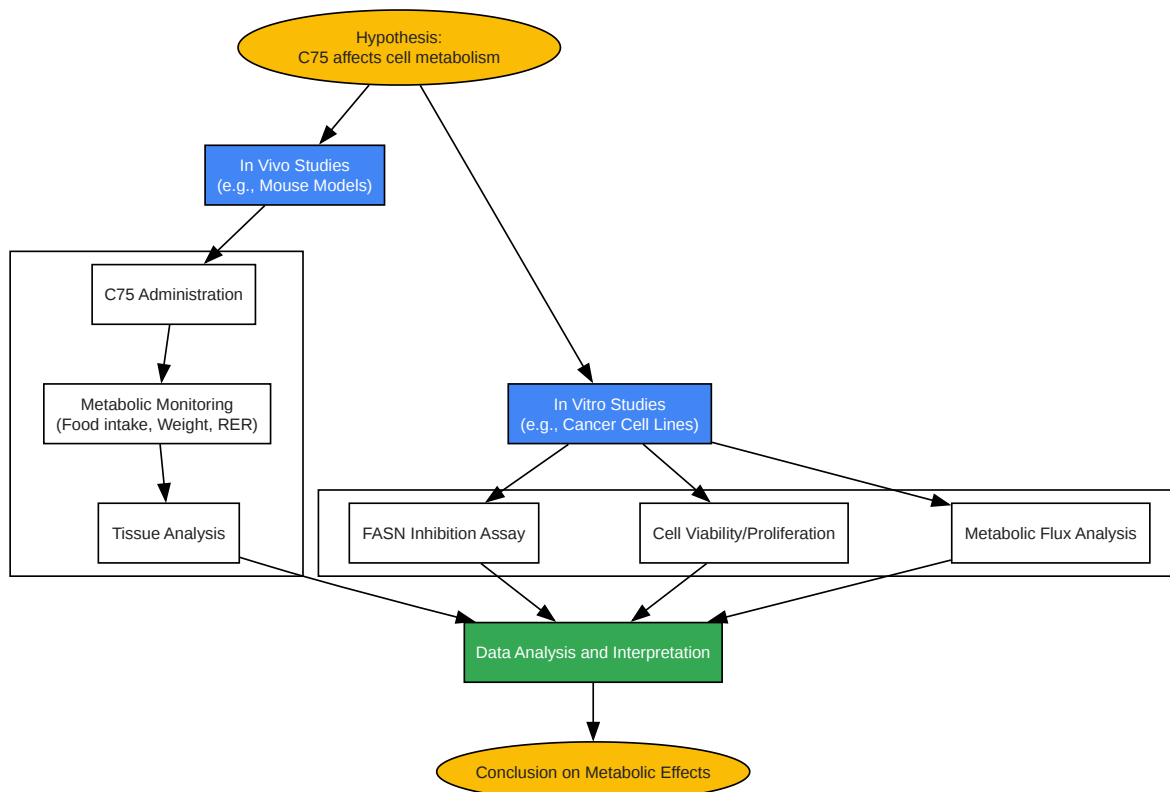 Hypothesis:
C75 affects cell metabolism
In Vivo Studies
(e.g., Mouse Models)
C75 Administration
Metabolic Monitoring
(Food intake, Weight, RER)
In Vitro Studies
(e.g., Cancer Cell Lines)
Tissue Analysis
FASN Inhibition Assay
Cell Viability/Proliferation
Metabolic Flux Analysis
Data Analysis and Interpretation
Conclusion on Metabolic Effects